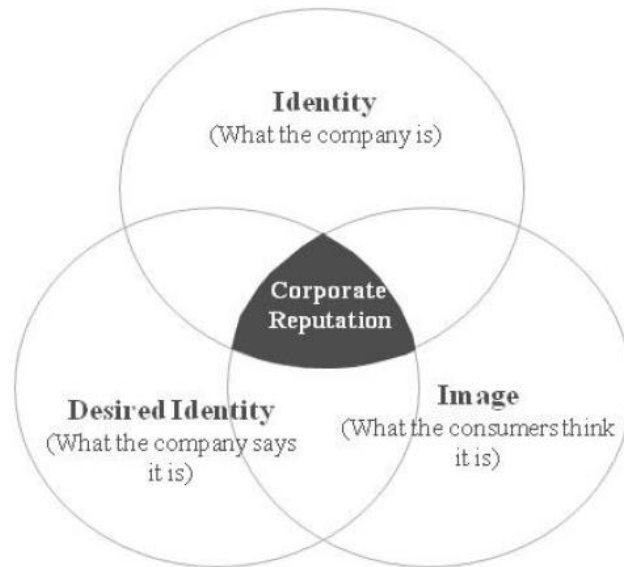 Identity
(What the company is)
Corporate
Reputation
Desired Identity
(What the company says
it is)
Image
(What the consumers think
it is)